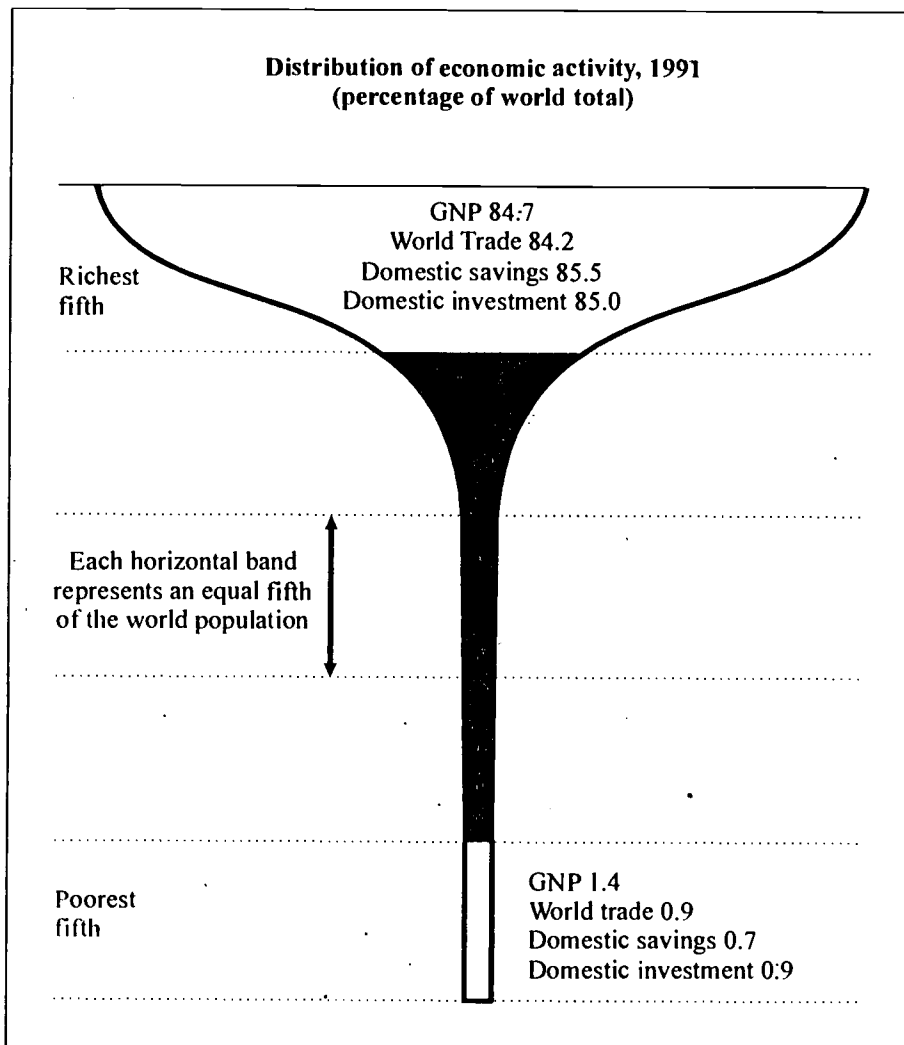 Distribution of economic activity, 1991
(percentage of world total)
GNP 84.7
World Trade 84.2
Domestic savings 85.5
Domestic investment 85.0
Richest
fifth
Each horizontal band
represents an equal fifth
of the world population
Poorest
fifth
GNP 1.4
World trade 0.9
Domestic savings 0.7
Domestic investment 0.9